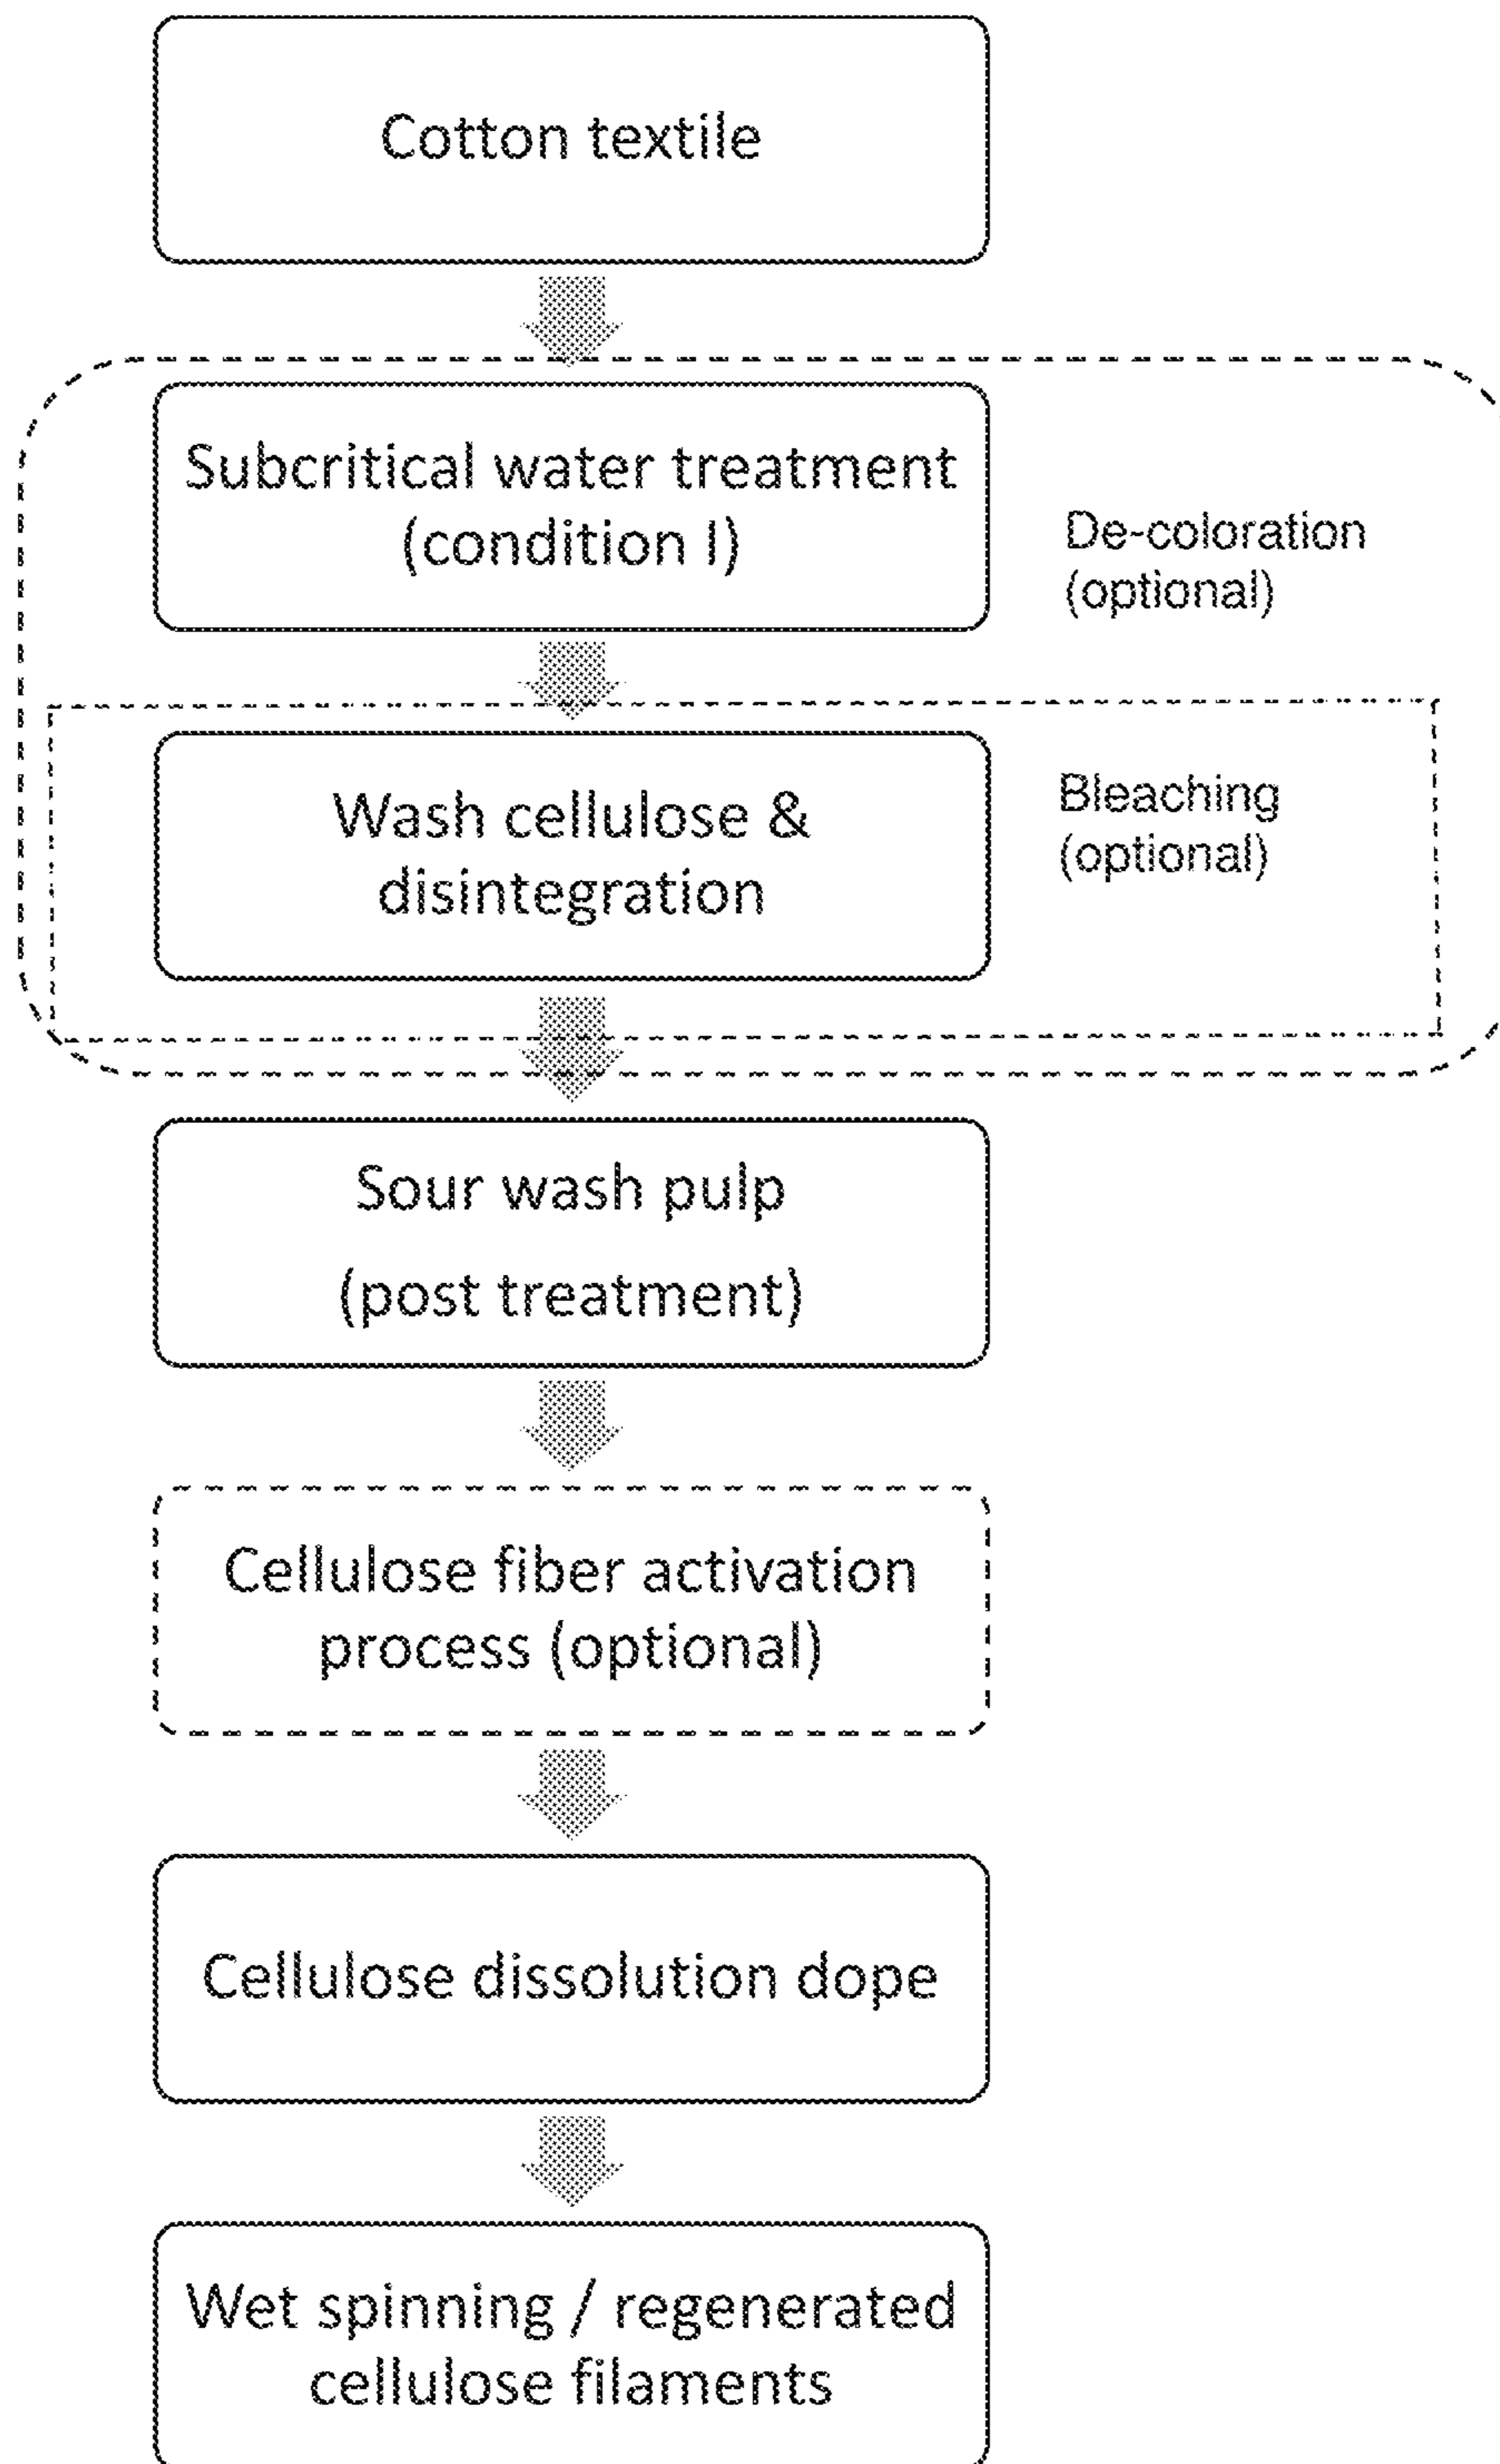 Cotton textile
Subcritical water treatment
(condition I)
De-coloration
(optional)
Wash cellulose &
disintegration
Bleaching
(optional)
Sour wash pulp
(post treatment)
Cellulose fiber activation
process (optional)
Cellulose dissolution dope
Wet spinning / regenerated
cellulose filaments